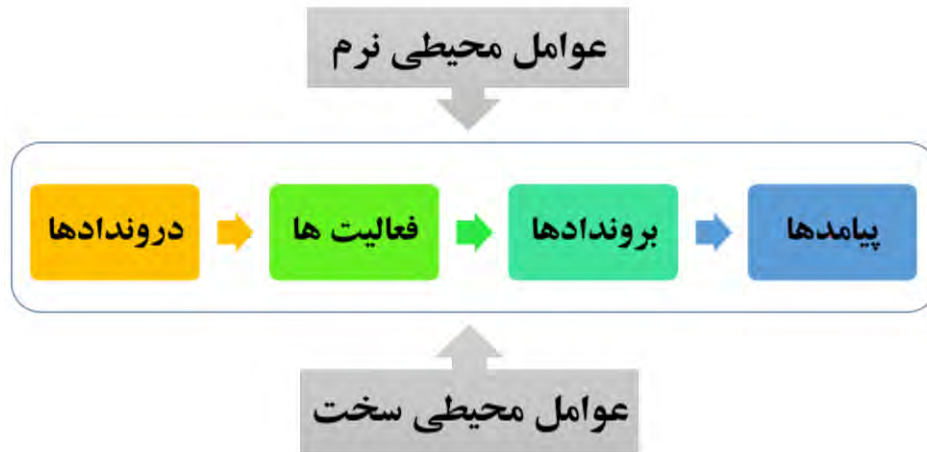 عوامل محیطی نرم
دروندادها
فعالیت ها
بروندادها
پیامدها
عوامل محیطی سخت